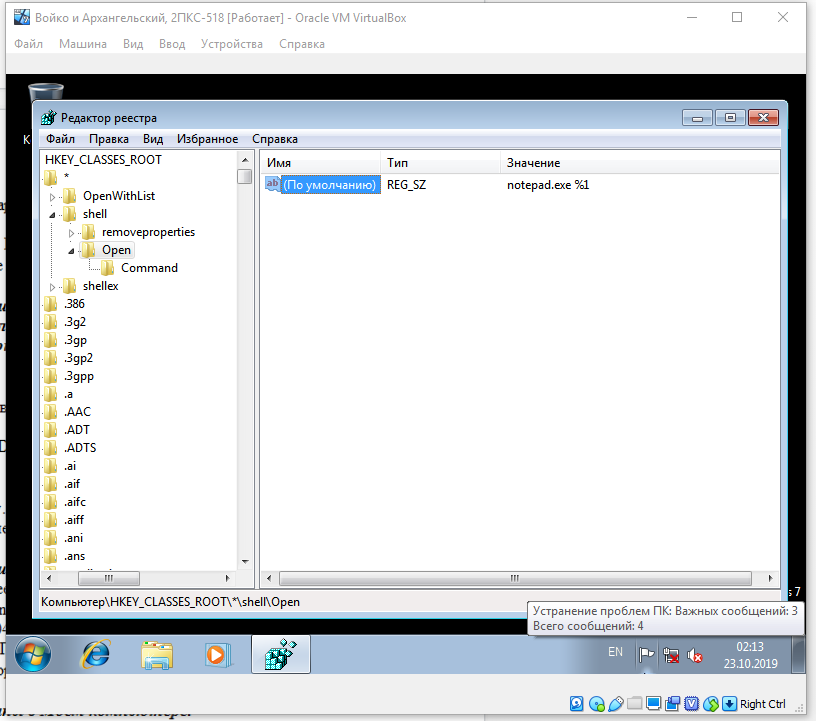 Войко и Архангельский, 2ПКС-518 [Работает] - Oracle VM VirtualBox
Файл Машина Вид Ввод Устройства Справка
Редактор реестра
Файл Правка Вид Избранное Справка
HKEY_CLASSES_ROOT
*
OpenWithList
shell
removeproperties
Open
Command
shellex
.386
.3g2
.3gp
.3gp2
.3gpp
.a
.AAC
.ADT
.ADTS
.ai
.aif
.aifc
.aiff
.ani
.ans
Имя Тип Значение
ab (По умолчанию) REG_SZ notepad.exe %1
Компьютер\HKEY_CLASSES_ROOT\*\shell\Open
Устранение проблем ПК: Важных сообщений: 3
Всего сообщений: 4
EN
02:13
23.10.2019
Right Ctrl